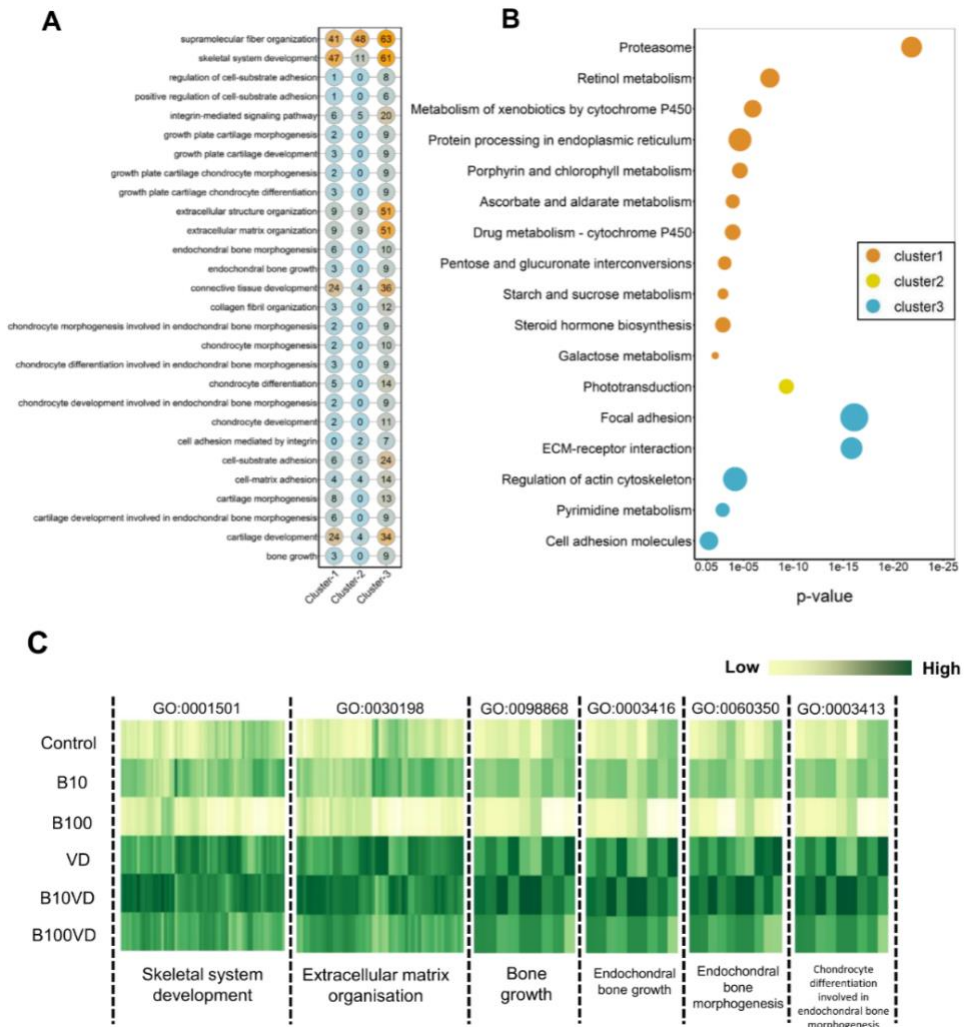 A
supramolecular fiber organization 41 48 63
skeletal system development 47 11 61
regulation of cell-substrate adhesion 1 0 8
positive regulation of cell-substrate adhesion 1 0 6
integrin-mediated signaling pathway 6 5 20
growth plate cartilage morphogenesis 2 0 9
growth plate cartilage development 3 0 9
growth plate cartilage chondrocyte morphogenesis 2 0 9
growth plate cartilage chondrocyte differentiation 3 0 9
extracellular structure organization 9 9 51
extracellular matrix organization 9 9 51
endochondral bone morphogenesis 6 0 10
endochondral bone growth 3 0 9
connective tissue development 24 4 36
collagen fibril organization 3 0 12
chondrocyte morphogenesis involved in endochondral bone morphogenesis 2 0 9
chondrocyte morphogenesis 2 0 10
chondrocyte differentiation involved in endochondral bone morphogenesis 3 0 9
chondrocyte differentiation 5 0 14
chondrocyte development involved in endochondral bone morphogenesis 2 0 9
chondrocyte development 2 0 11
cell adhesion mediated by integrin 0 2 7
cell-substrate adhesion 6 5 24
cell-matrix adhesion 4 4 14
cartilage morphogenesis 8 0 13
cartilage development involved in endochondral bone morphogenesis 6 0 9
cartilage development 24 4 34
bone growth 3 0 9
Cluster-1 Cluster-2 Cluster-3
B
Proteasome
Retinol metabolism
Metabolism of xenobiotics by cytochrome P450
Protein processing in endoplasmic reticulum
Porphyrin and chlorophyll metabolism
Ascorbate and aldarate metabolism
Drug metabolism - cytochrome P450
Pentose and glucuronate interconversions
Starch and sucrose metabolism
Steroid hormone biosynthesis
Galactose metabolism
Phototransduction
Focal adhesion
ECM-receptor interaction
Regulation of actin cytoskeleton
Pyrimidine metabolism
Cell adhesion molecules
cluster1
cluster2
cluster3
0.05 1e-05 1e-10 1e-15 1e-20 1e-25
p-value
C
Low High
GO:0001501 GO:0030198 GO:0098868 GO:0003416 GO:0060350 GO:0003413
Control
B10
B100
VD
B10VD
B100VD
Skeletal system
development
Extracellular matrix
organisation
Bone
growth
Endochondral
bone growth
Endochondral
bone
morphogenesis
Chondrocyte
differentiation
involved in
endochondral bone
morphogenesis